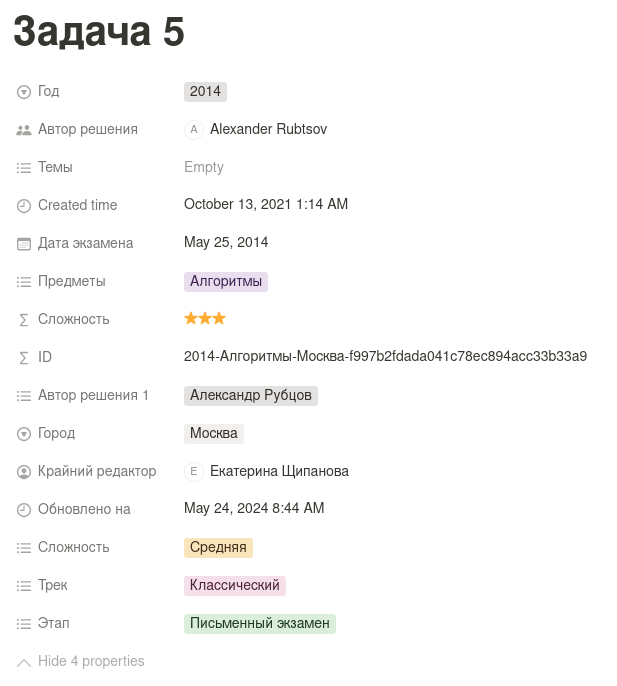 Задача 5
Год 2014
Автор решения A Alexander Rubtsov
Темы Empty
Created time October 13, 2021 1:14 AM
Дата экзамена May 25, 2014
Предметы Алгоритмы
Сложность ⭐⭐⭐
ID 2014-Алгоритмы-Москва-f997b2fdada041c78ec894acc33b33a9
Автор решения 1 Александр Рубцов
Город Москва
Крайний редактор E Екатерина Щипанова
Обновлено на May 24, 2024 8:44 AM
Сложность Средняя
Трек Классический
Этап Письменный экзамен
Hide 4 properties